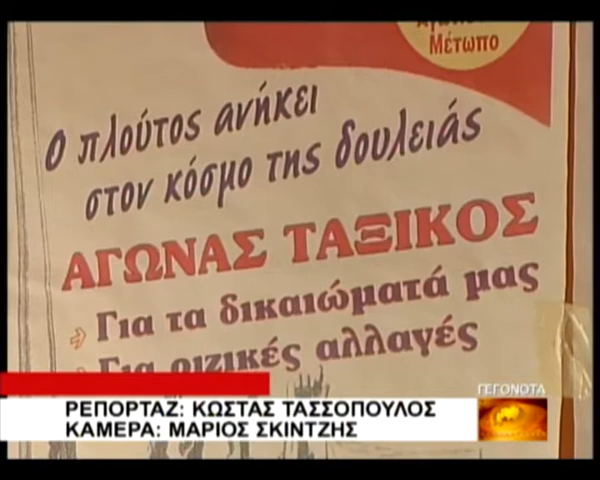 Μέτωπο
Ο πλούτος ανήκει
στον κόσμο της δουλειάς
ΑΓΩΝΑΣ ΤΑΞΙΚΟΣ
Για τα δικαιώματά μας
Για ριζικές αλλαγές
ΓΕΓΟΝΟΤΑ
ΡΕΠΟΡΤΑΖ: ΚΩΣΤΑΣ ΤΑΣΣΟΠΟΥΛΟΣ
ΚΑΜΕΡΑ: ΜΑΡΙΟΣ ΣΚΙΝΤΖΗΣ